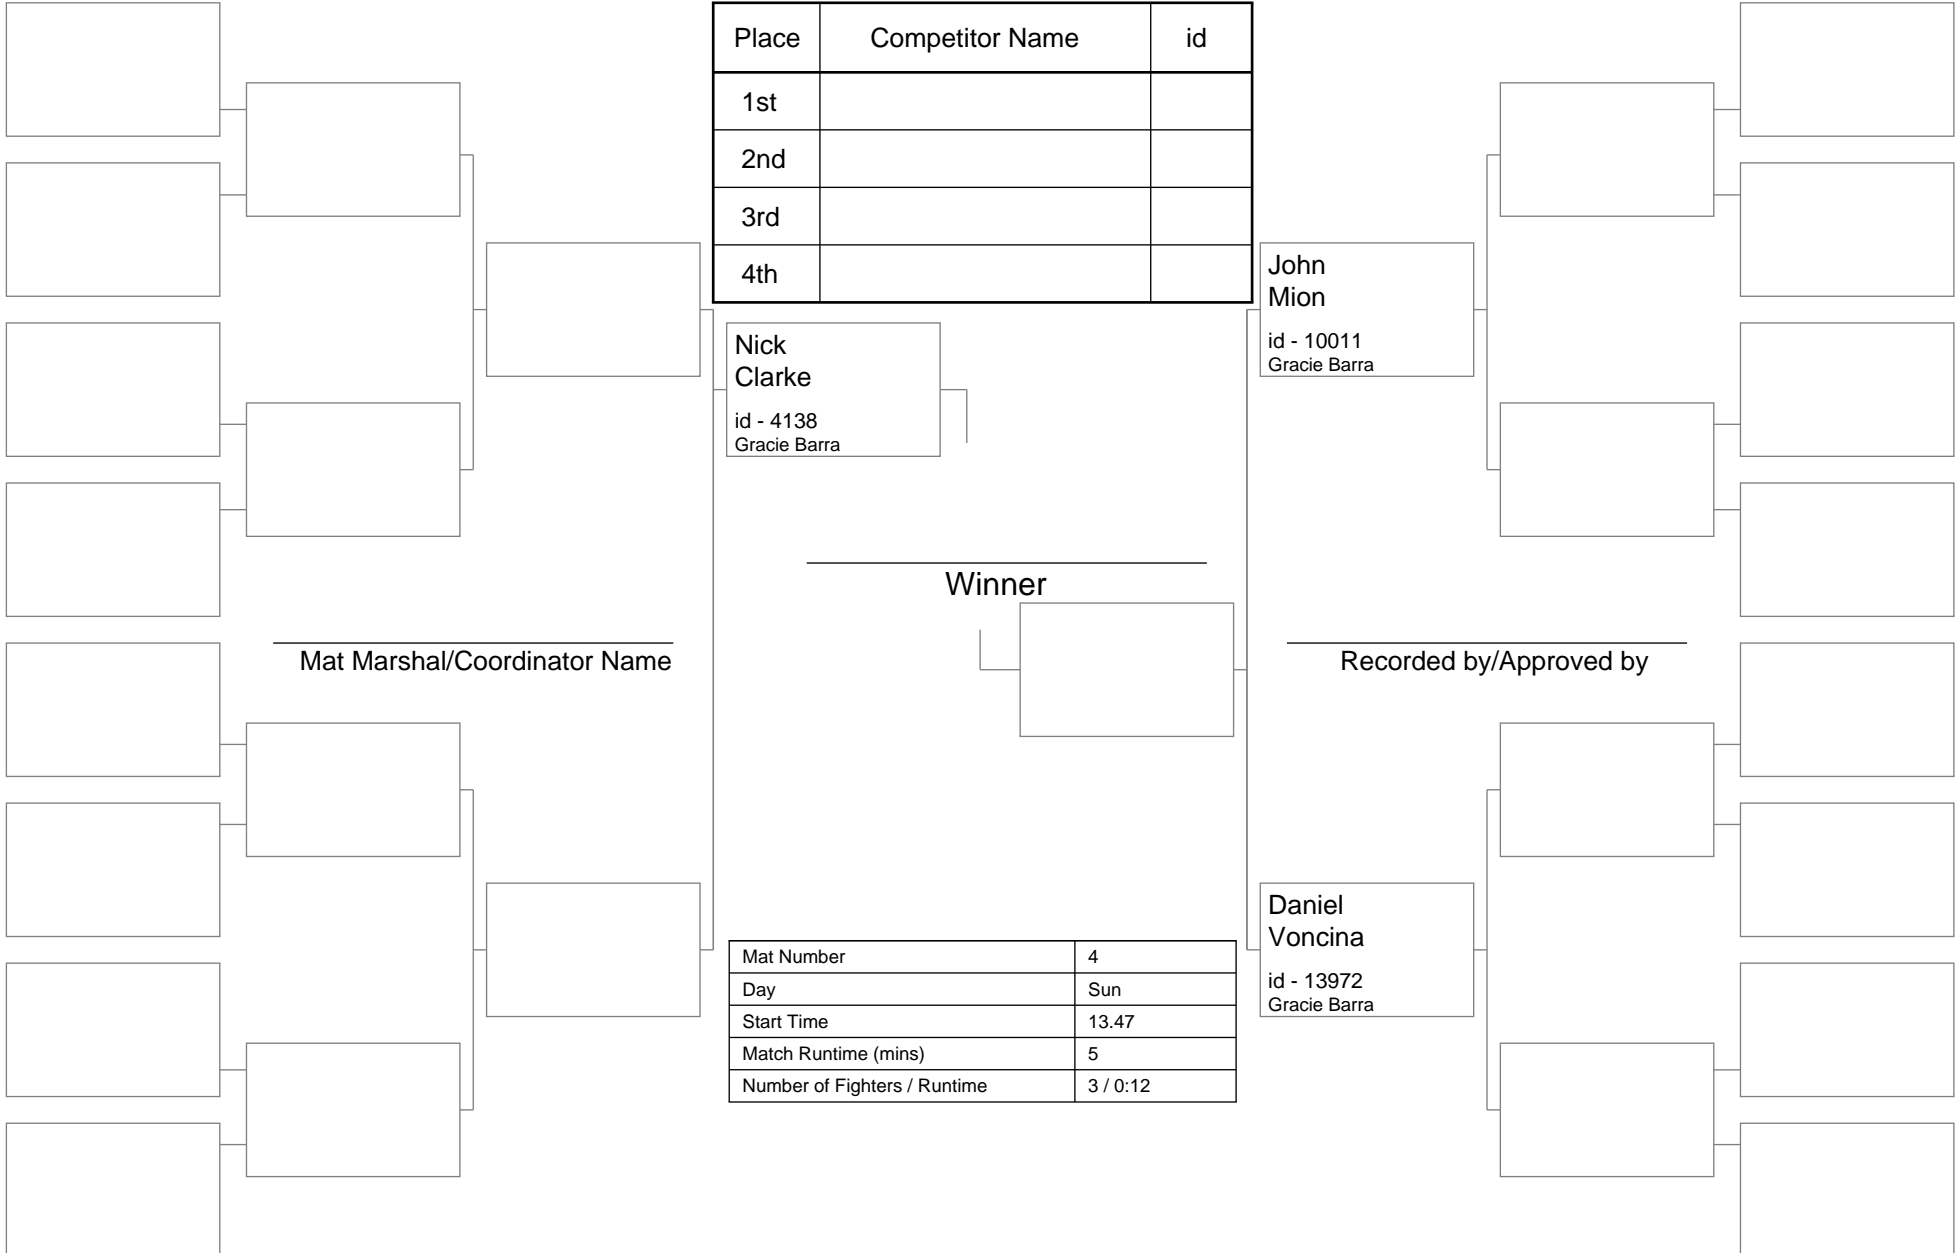 Place Competitor Name id
1st
2nd
3rd
4th
John
Mion
id - 10011
Gracie Barra
Nick
Clarke
id - 4138
Gracie Barra
Winner
Mat Marshal/Coordinator Name
Recorded by/Approved by
Daniel
Voncina
id - 13972
Gracie Barra
Mat Number 4
Day Sun
Start Time 13.47
Match Runtime (mins) 5
Number of Fighters / Runtime 3 / 0:12